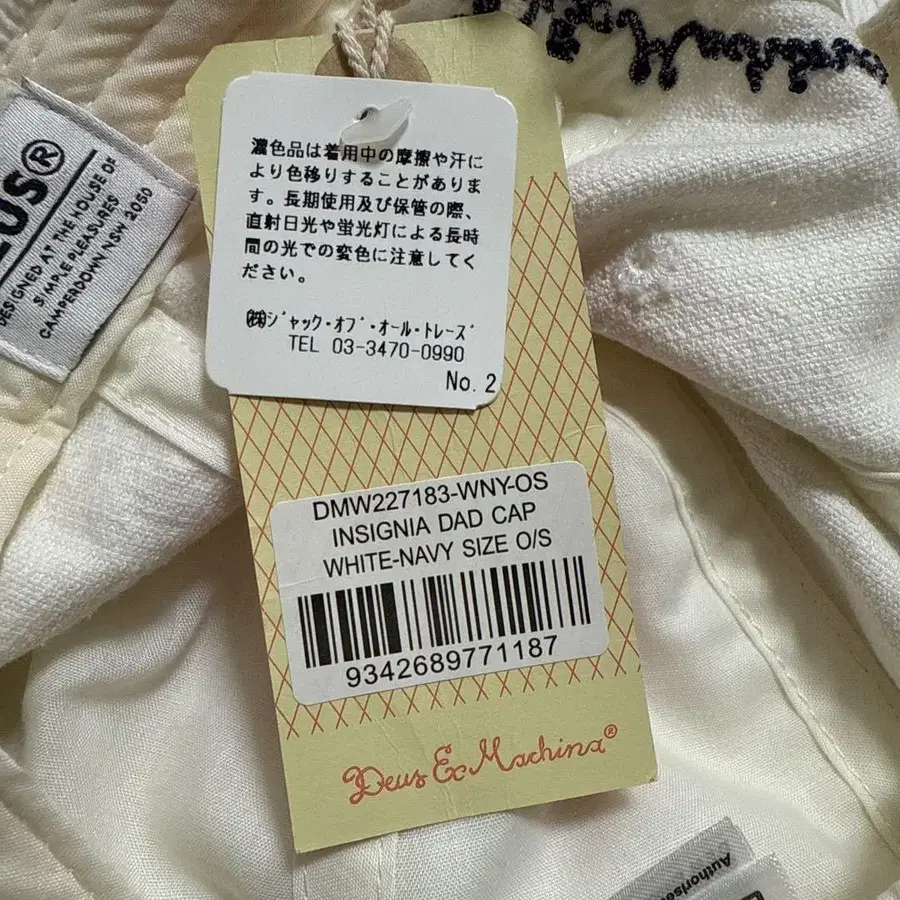 EUS®
DESIGNED AT THE HOUSE OF
SIMPLE PLEASURES
CAMPERDOWN NSW 2050
濃色品は着用中の摩擦や汗に
より色移りすることがありま
す。長期使用及び保管の際、
直射日光や蛍光灯による長時
間の光での変色に注意してく
ださい。
㈱ジャック・オブ・オール・トレーズ
TEL 03-3470-0990
No. 2
DMW227183-WNY-OS
INSIGNIA DAD CAP
WHITE-NAVY SIZE O/S
9342689771187
Deus Ex Machina®